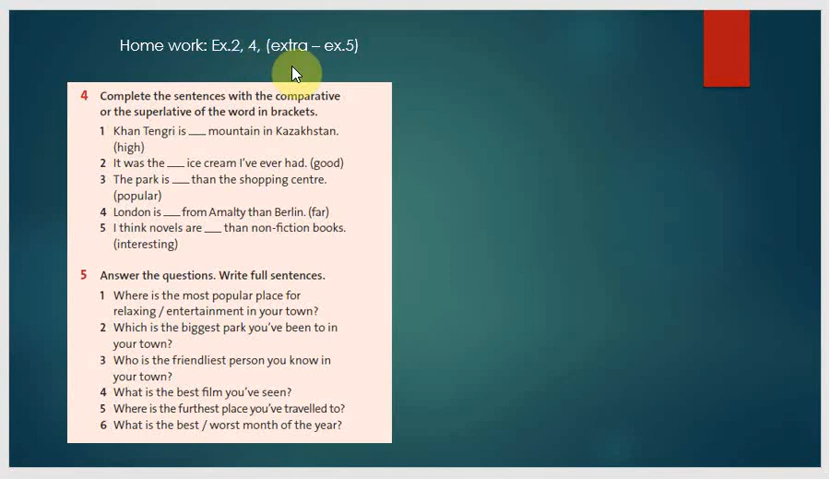 Home work: Ex.2, 4, (extra – ex.5)
4 Complete the sentences with the comparative
or the superlative of the word in brackets.
1 Khan Tengri is ___ mountain in Kazakhstan.
(high)
2 It was the ___ ice cream I've ever had. (good)
3 The park is ___ than the shopping centre.
(popular)
4 London is ___ from Amalty than Berlin. (far)
5 I think novels are ___ than non-fiction books.
(interesting)
5 Answer the questions. Write full sentences.
1 Where is the most popular place for
relaxing / entertainment in your town?
2 Which is the biggest park you've been to in
your town?
3 Who is the friendliest person you know in
your town?
4 What is the best film you've seen?
5 Where is the furthest place you've travelled to?
6 What is the best / worst month of the year?